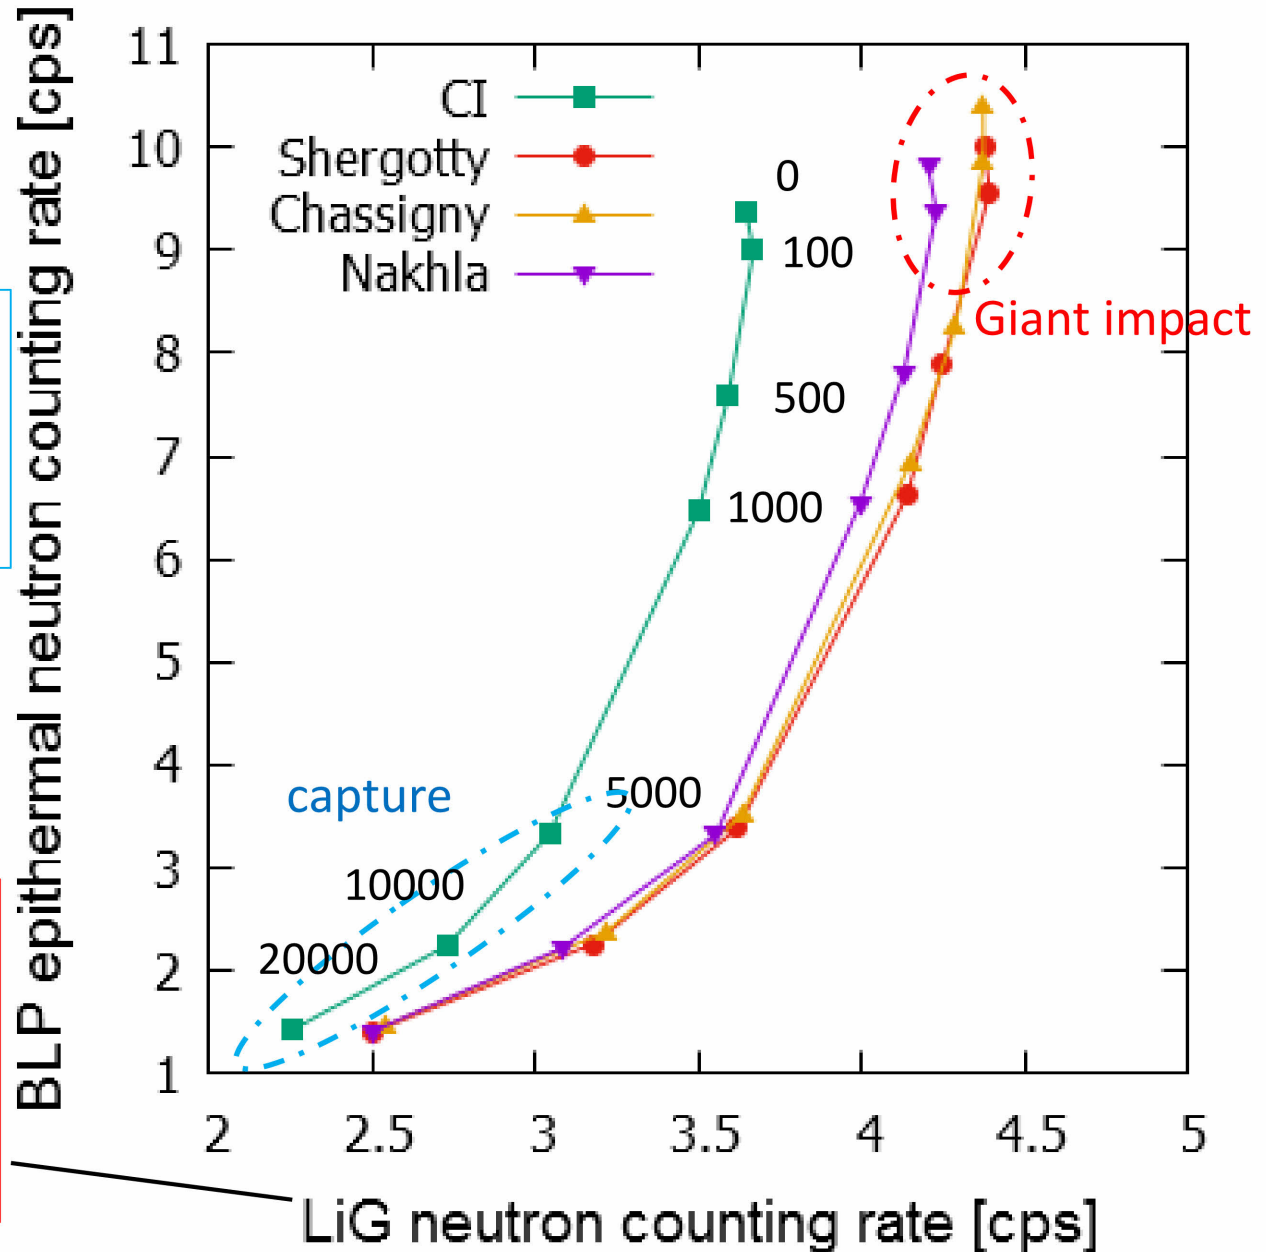 BLP epithermal neutron counting rate [cps]
11
10
9
8
7
6
5
4
3
2
1
CI
Shergotty
Chassigny
Nakhla
0
100
500
1000
5000
10000
20000
Giant impact
capture
2 2.5 3 3.5 4 4.5 5
LiG neutron counting rate [cps]